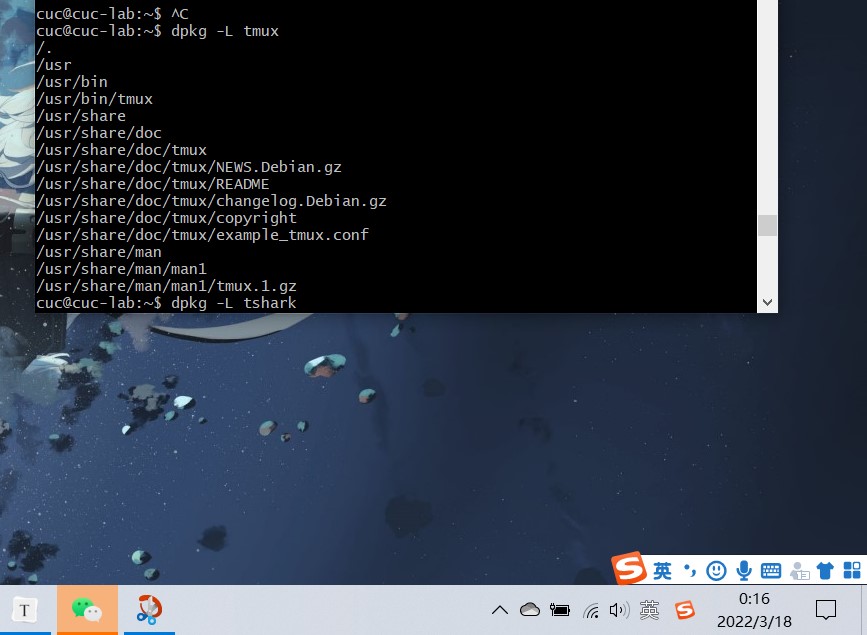 cuc@cuc-lab:~$ ^C
cuc@cuc-lab:~$ dpkg -L tmux
/.
/usr
/usr/bin
/usr/bin/tmux
/usr/share
/usr/share/doc
/usr/share/doc/tmux
/usr/share/doc/tmux/NEWS.Debian.gz
/usr/share/doc/tmux/README
/usr/share/doc/tmux/changelog.Debian.gz
/usr/share/doc/tmux/copyright
/usr/share/doc/tmux/example_tmux.conf
/usr/share/man
/usr/share/man/man1
/usr/share/man/man1/tmux.1.gz
cuc@cuc-lab:~$ dpkg -L tshark
S 英 •,
T
英 S
0:16
2022/3/18